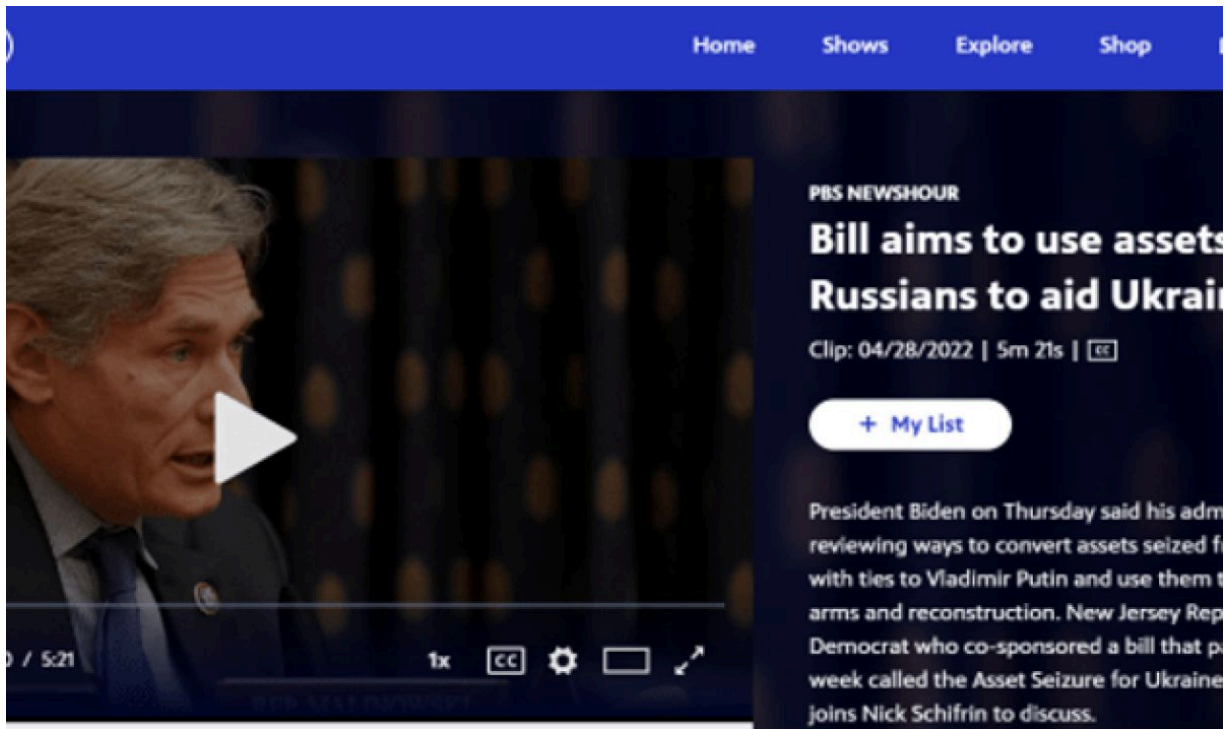 Home Shows Explore Shop
PBS NEWSHOUR
Bill aims to use assets
Russians to aid Ukrai
Clip: 04/28/2022 | 5m 21s | CC
+ My List
President Biden on Thursday said his adm
reviewing ways to convert assets seized f
with ties to Vladimir Putin and use them t
arms and reconstruction. New Jersey Rep
Democrat who co-sponsored a bill that pa
week called the Asset Seizure for Ukraine
joins Nick Schifrin to discuss.
/ 5:21 1x CC
REP MALINOWSKI